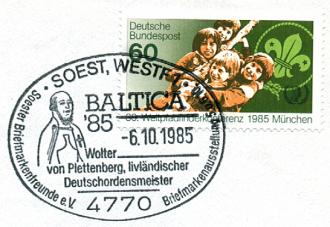 Deutsche
Bundespost
60
30. Weltpfadfinderkonferenz 1985 München
SOEST, WESTF
BALTICA
'85
-6.10.1985
Wolter
von Plettenberg, livländischer
Deutschordensmeister
4770
Soester Briefmarkenfreunde e.V.
Briefmarkenausstellung